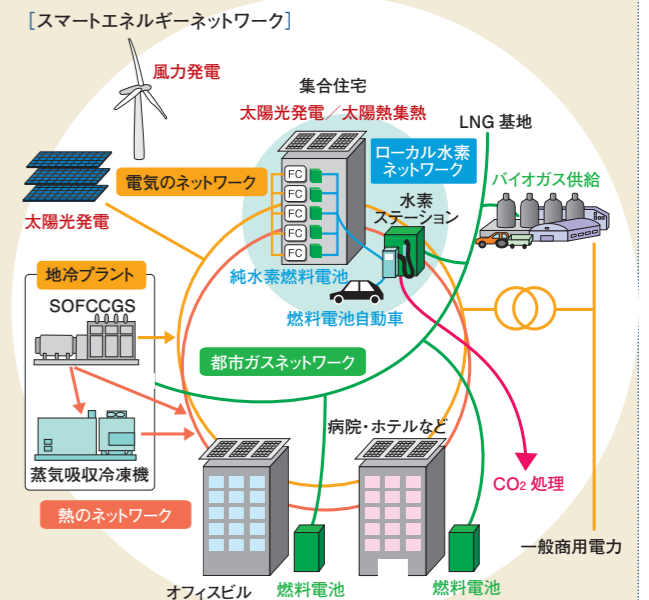 [スマートエネルギーネットワーク]
風力発電
集合住宅
太陽光発電／太陽熱集熱
LNG 基地
ローカル水素
ネットワーク
バイオガス供給
電気のネットワーク
太陽光発電
FC
FC
FC
FC
FC
水素
ステーション
純水素燃料電池
燃料電池自動車
地冷プラント
SOFCCGS
都市ガスネットワーク
蒸気吸収冷凍機
病院・ホテルなど
CO₂ 処理
熱のネットワーク
一般商用電力
オフィスビル
燃料電池
燃料電池